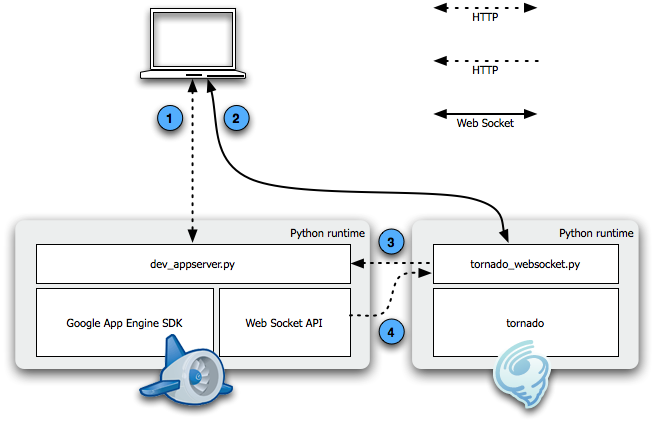 HTTP
HTTP
Web Socket
1
2
Python runtime
Python runtime
dev_appserver.py
3
tornado_websocket.py
Google App Engine SDK
Web Socket API
4
tornado